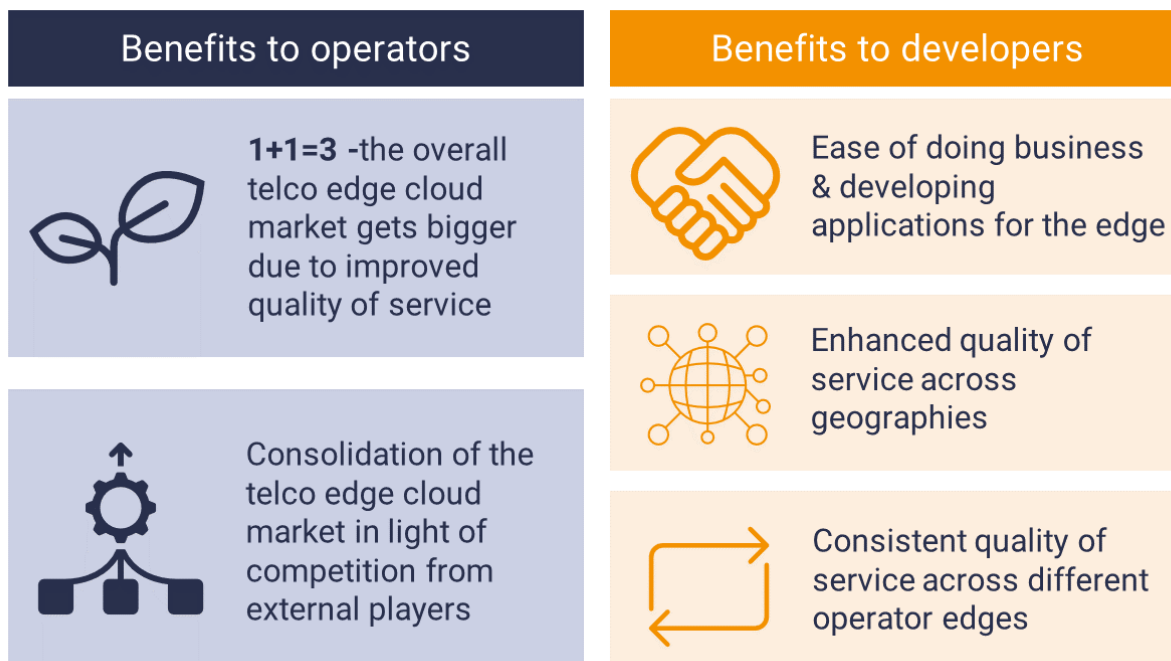 Benefits to operators
1+1=3 -the overall
telco edge cloud
market gets bigger
due to improved
quality of service
Consolidation of the
telco edge cloud
market in light of
competition from
external players
Benefits to developers
Ease of doing business
& developing
applications for the edge
Enhanced quality of
service across
geographies
Consistent quality of
service across different
operator edges